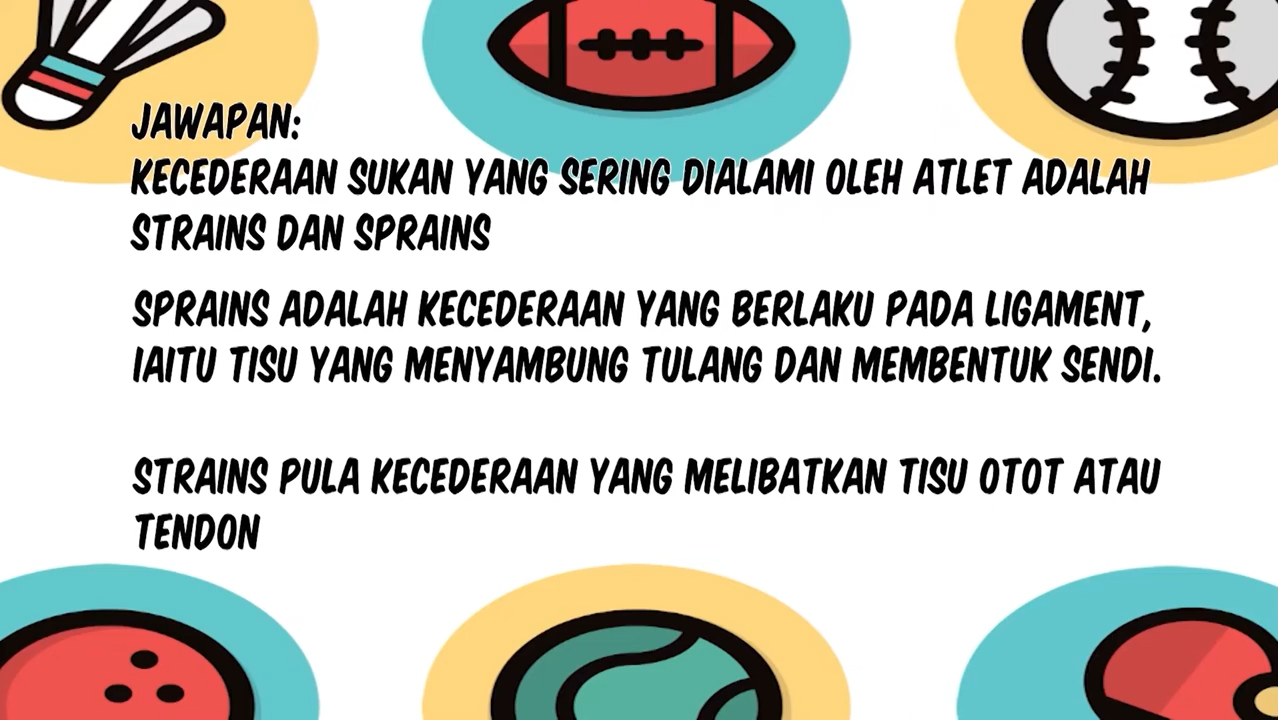 JAWAPAN:
KECEDERAAN SUKAN YANG SERING DIALAMI OLEH ATLET ADALAH
STRAINS DAN SPRAINS
SPRAINS ADALAH KECEDERAAN YANG BERLAKU PADA LIGAMENT,
IAITU TISU YANG MENYAMBUNG TULANG DAN MEMBENTUK SENDI.
STRAINS PULA KECEDERAAN YANG MELIBATKAN TISU OTOT ATAU
TENDON